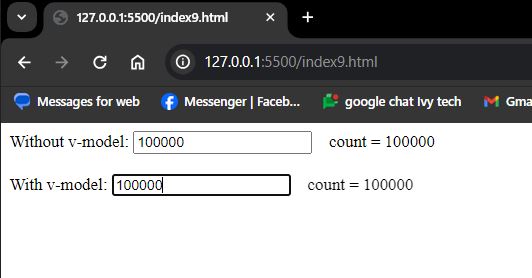 127.0.0.1:5500/index9.html
127.0.0.1:5500/index9.html
Messages for web Messenger | Faceb... google chat Ivy tech Gma
Without v-model: 100000 count = 100000
With v-model: 100000 count = 100000